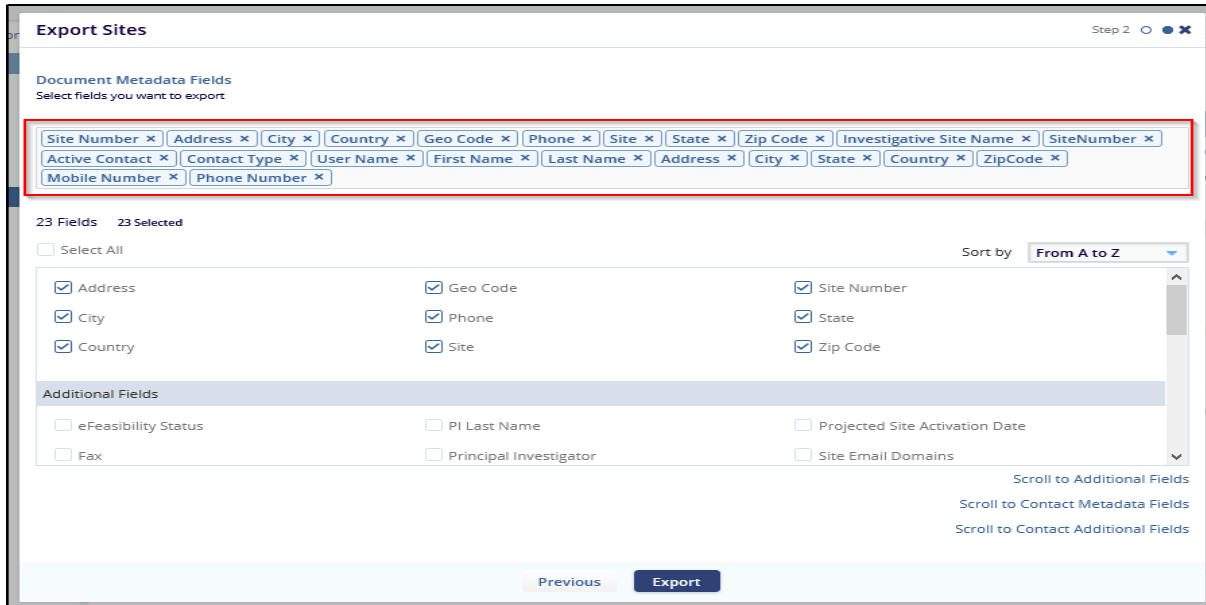 Export Sites
Step 2
Document Metadata Fields
Select fields you want to export
Site Number × Address × City × Country × Geo Code × Phone × Site × State × Zip Code × Investigative Site Name × SiteNumber ×
Active Contact × Contact Type × User Name × First Name × Last Name × Address × City × State × Country × ZipCode ×
Mobile Number × Phone Number ×
23 Fields 23 Selected
Select All
Sort by From A to Z
Address Geo Code Site Number
City Phone State
Country Site Zip Code
Additional Fields
eFeasibility Status PI Last Name Projected Site Activation Date
Fax Principal Investigator Site Email Domains
Scroll to Additional Fields
Scroll to Contact Metadata Fields
Scroll to Contact Additional Fields
Previous Export